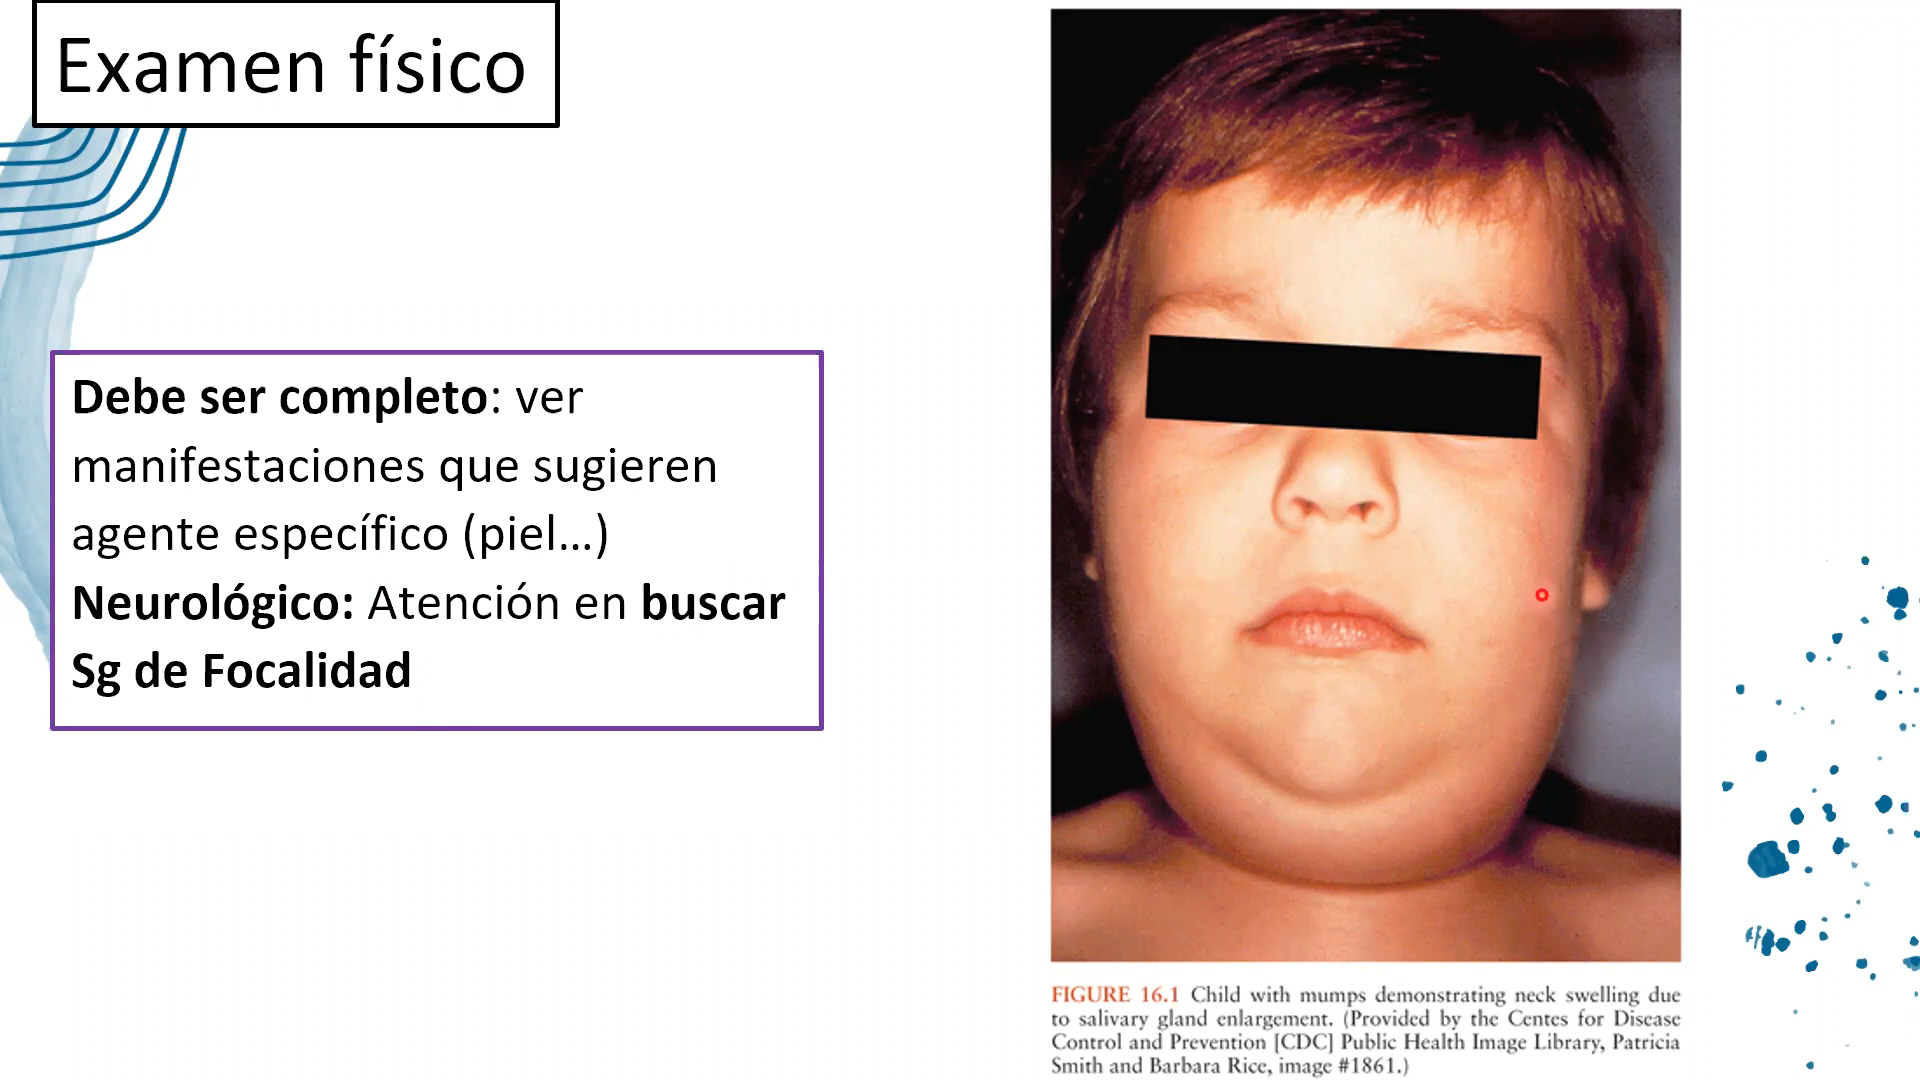 Examen físico
Debe ser completo: ver
manifestaciones que sugieren
agente específico (piel...)
Neurológico: Atención en buscar
Sg de Focalidad
FIGURE 16.1 Child with mumps demonstrating neck swelling due
to salivary gland enlargement. (Provided by the Centes for Disease
Control and Prevention [CDC] Public Health Image Library, Patricia
Smith and Barbara Rice, image #1861.)